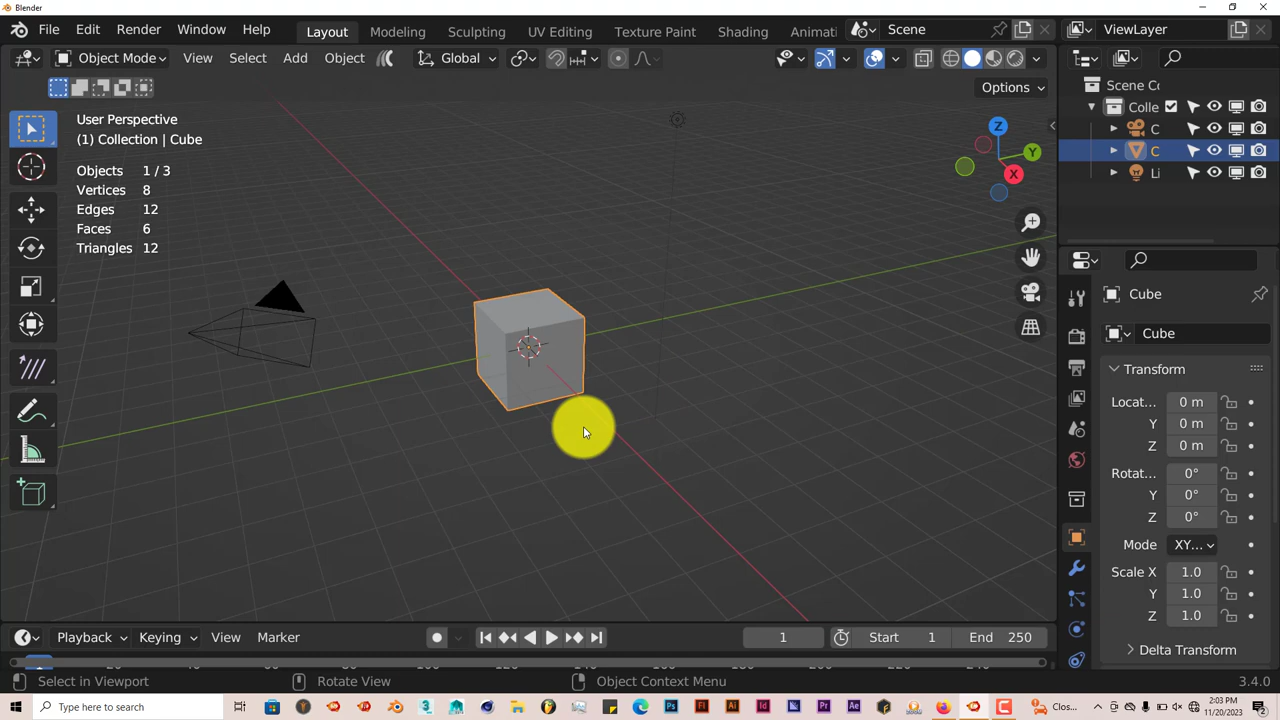 Blender
File Edit Render Window Help Layout Modeling Sculpting UV Editing Texture Paint Shading Animati Scene ViewLayer
Object Mode View Select Add Object Global
Options
User Perspective
(1) Collection | Cube
Objects 1 / 3
Vertices 8
Edges 12
Faces 6
Triangles 12
Z
Y
X
Scene Cc
Colle
C
C
Li
Cube
Cube
Transform
Locat... 0 m
Y 0 m
Z 0 m
Rotat... 0°
Y 0°
Z 0°
Mode XY...
Scale X 1.0
Y 1.0
Z 1.0
Delta Transform
Playback Keying View Marker 1 Start 1 End 250
Select in Viewport Rotate View Object Context Menu 3.4.0
Type here to search Clos... 2:03 PM
11/20/2023